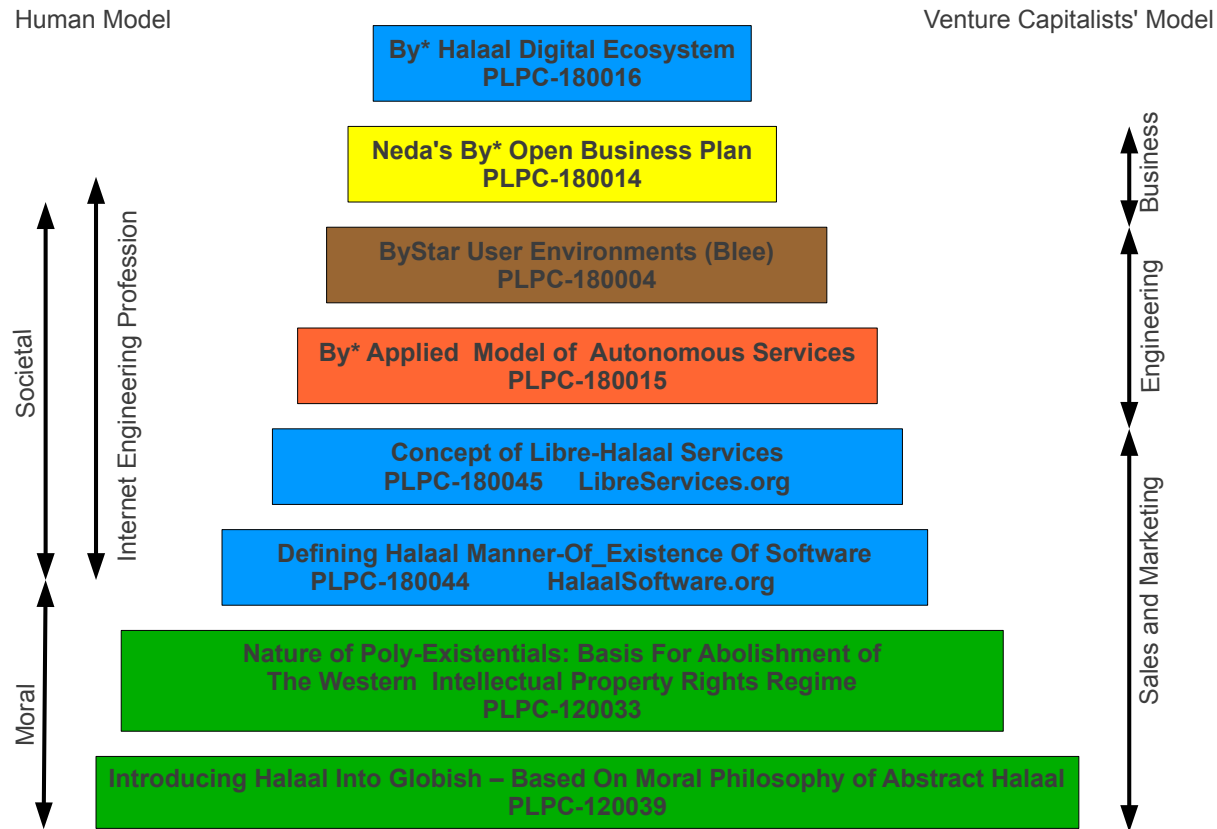 Human Model
Venture Capitalists' Model
By* Halaal Digital Ecosystem
PLPC-180016
Neda's By* Open Business Plan
PLPC-180014
ByStar User Environments (Blee)
PLPC-180004
By* Applied  Model of  Autonomous Services
PLPC-180015
Concept of Libre-Halaal Services
PLPC-180045     LibreServices.org
Defining Halaal Manner-Of_Existence Of Software
PLPC-180044          HalaalSoftware.org
Nature of Poly-Existentials: Basis For Abolishment of
The Western  Intellectual Property Rights Regime
PLPC-120033
Introducing Halaal Into Globish – Based On Moral Philosophy of Abstract Halaal
PLPC-120039
Societal
Moral
Internet Engineering Profession
Business
Engineering
Sales and Marketing